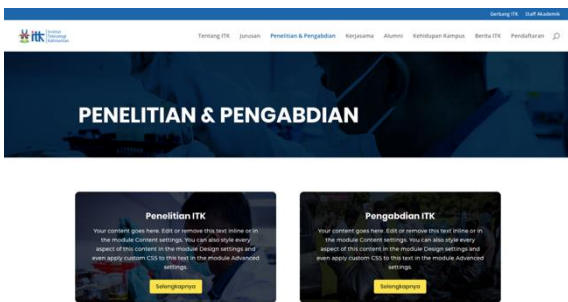 Gerbang ITK Staff Akademik
itk Institut Teknologi Kalimantan
Tentang ITK Jurusan Penelitian & Pengabdian Kerjasama Alumni Kehidupan Kampus Berita ITK Pendaftaran
PENELITIAN & PENGABDIAN
Penelitian ITK
Your content goes here. Edit or remove this text inline or in
the module Content settings. You can also style every
aspect of this content in the module Design settings and
even apply custom CSS to this text in the module Advanced
settings.
Selengkapnya
Pengabdian ITK
Your content goes here. Edit or remove this text inline or in
the module Content settings. You can also style every
aspect of this content in the module Design settings and
even apply custom CSS to this text in the module Advanced
settings.
Selengkapnya